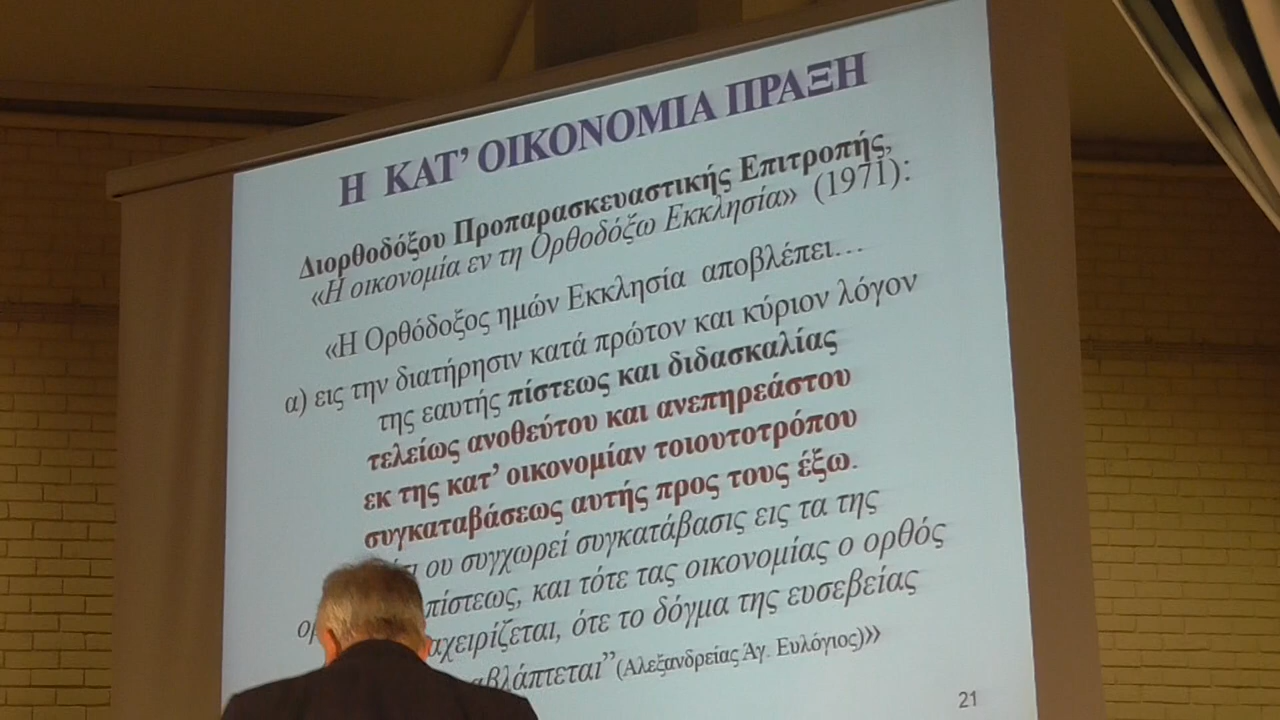 Η ΚΑΤ’ ΟΙΚΟΝΟΜΙΑ ΠΡΑΞΗ
Διορθοδόξου Προπαρασκευαστικής Επιτροπής,
«Η οικονομία εν τη Ορθοδόξω Εκκλησία» (1971):
«Η Ορθόδοξος ημών Εκκλησία αποβλέπει…
α) εις την διατήρησιν κατά πρώτον και κύριον λόγον
της εαυτής πίστεως και διδασκαλίας
τελείως ανοθεύτου και ανεπηρεάστου
εκ της κατ’ οικονομίαν τοιουτοτρόπου
συγκαταβάσεως αυτής προς τους έξω.
ου συγχωρεί συγκατάβασις εις τα της
πίστεως, και τότε τας οικονομίας ο ορθός
ότε το δόγμα της ευσεβείας
(Αλεξανδρείας Άγ. Ευλόγιος)»
21